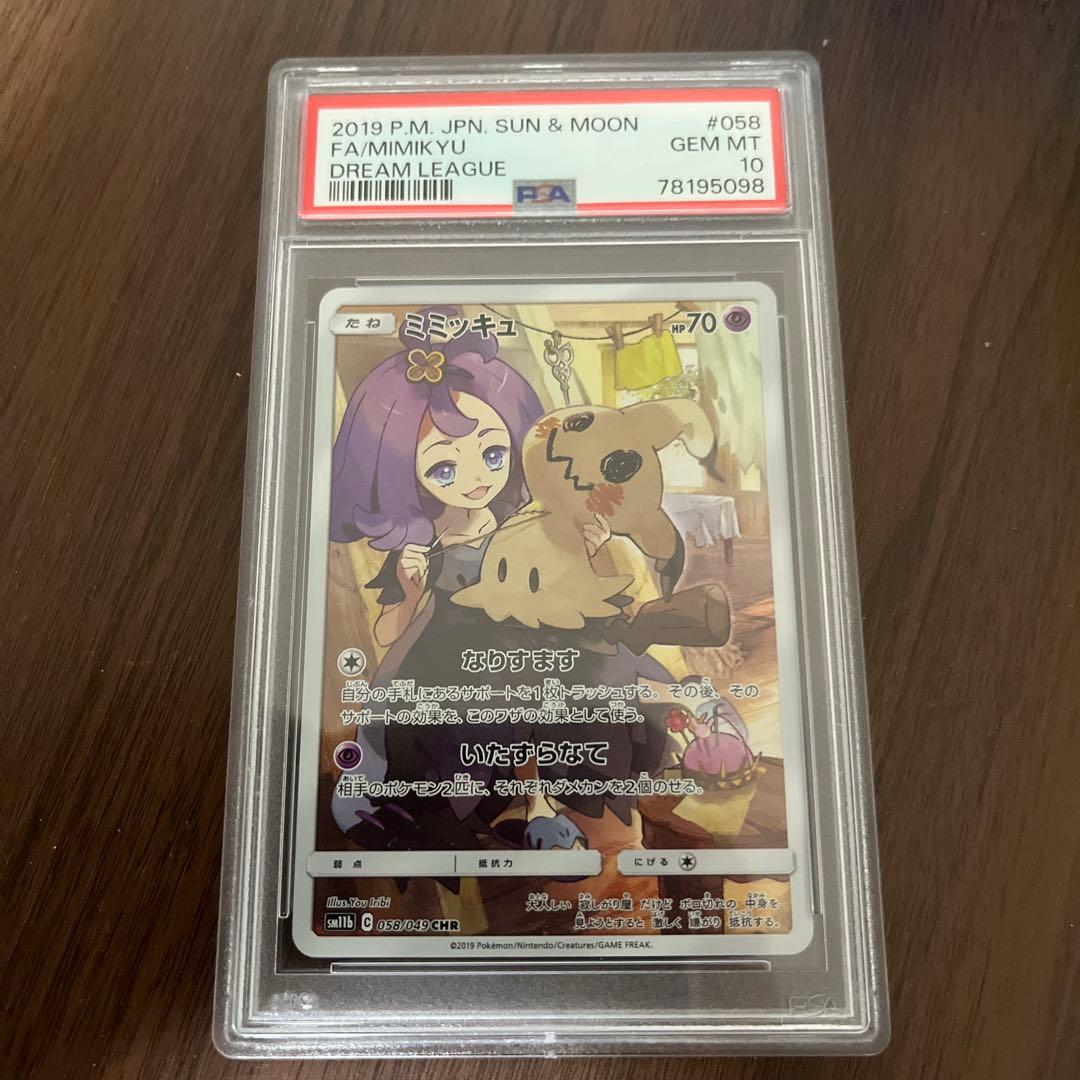 2019 P.M. JPN. SUN & MOON #058
FA/MIMIKYU GEM MT
DREAM LEAGUE 10
PSA 78195098
たね ミミッキュ HP70
なりすます
自分の手札にあるサポートを1枚トラッシュする。その後、その
サポートの効果を、このワザの効果として使う。
いたずらなて
相手のポケモン2匹に、それぞれダメカンを2個のせる。
弱点 抵抗力 にげる
Illus. You Iribi
大人しい 寂しがり屋 だけど ボロ切れの 中身を
見ようとすると 激しく 嫌がり 抵抗する。
sm11b C 058/049 CHR
©2019 Pokémon/Nintendo/Creatures/GAME FREAK.
PSA